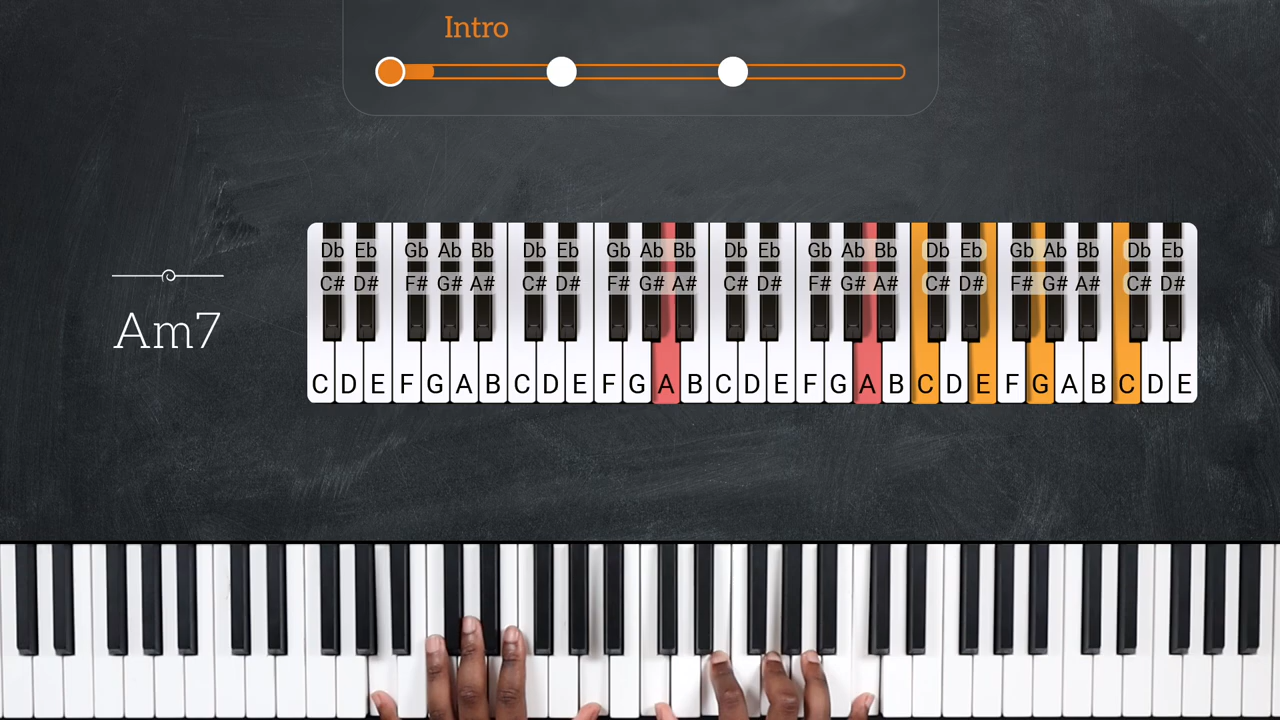 Intro
Am7
Db Eb Gb Ab Bb Db Eb Gb Ab Bb Db Eb Gb Ab Bb Db Eb Gb Ab Bb Db Eb
C# D# F# G# A# C# D# F# G# A# C# D# F# G# A# C# D# F# G# A# C# D#
C D E F G A B C D E F G A B C D E F G A B C D E F G A B C D E